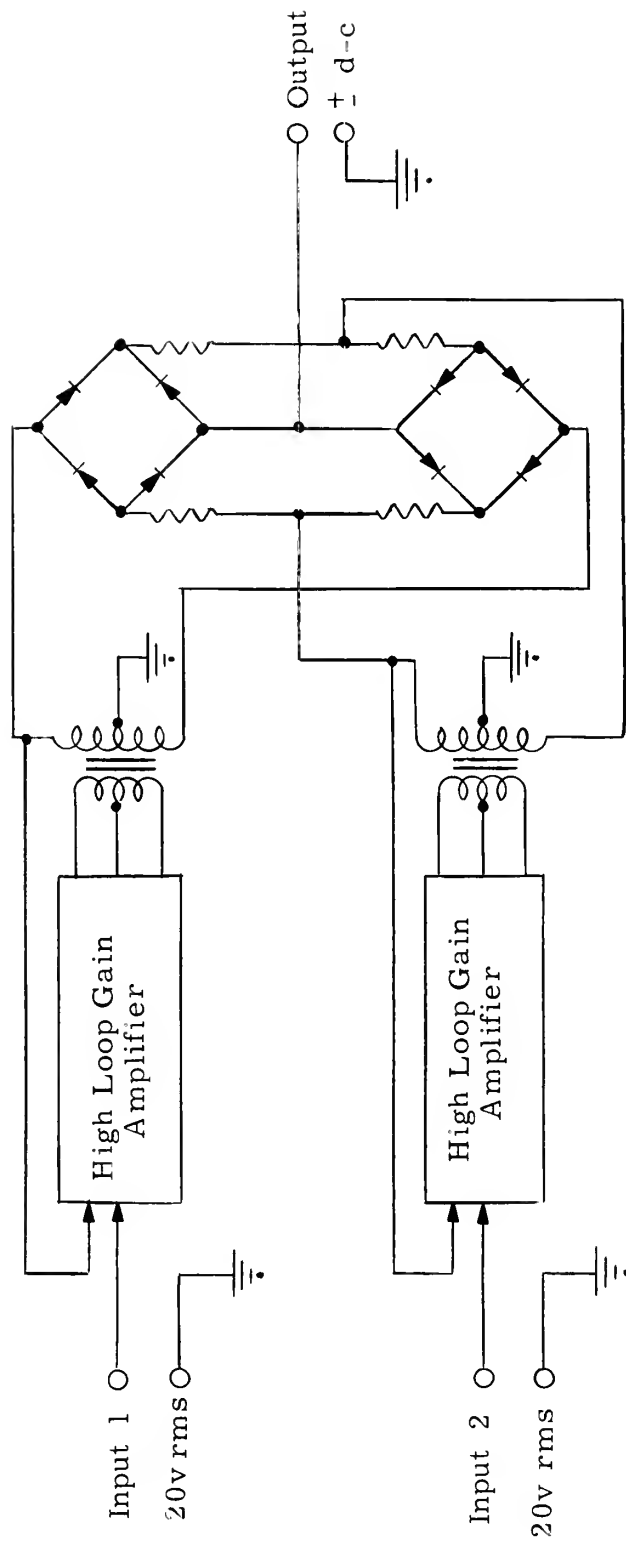 Input 1
20v rms
High Loop Gain
Amplifier
Input 2
20v rms
High Loop Gain
Amplifier
Output
± d-c